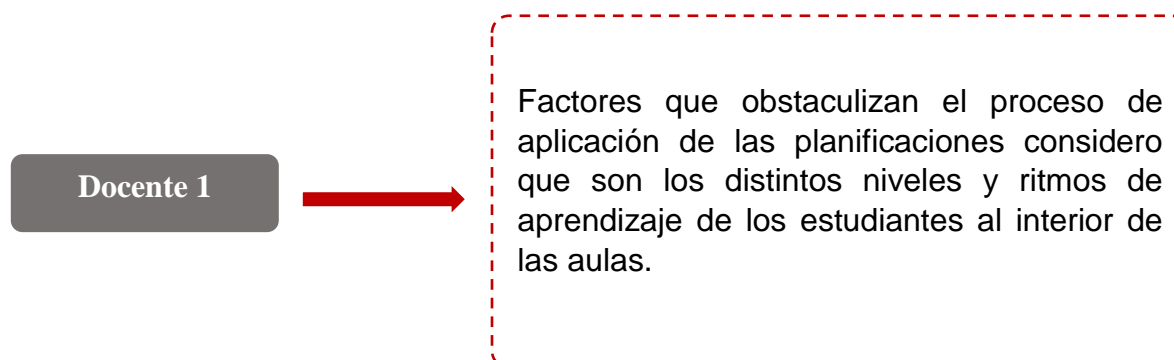 Docente 1
Factores que obstaculizan el proceso de
aplicación de las planificaciones considero
que son los distintos niveles y ritmos de
aprendizaje de los estudiantes al interior de
las aulas.